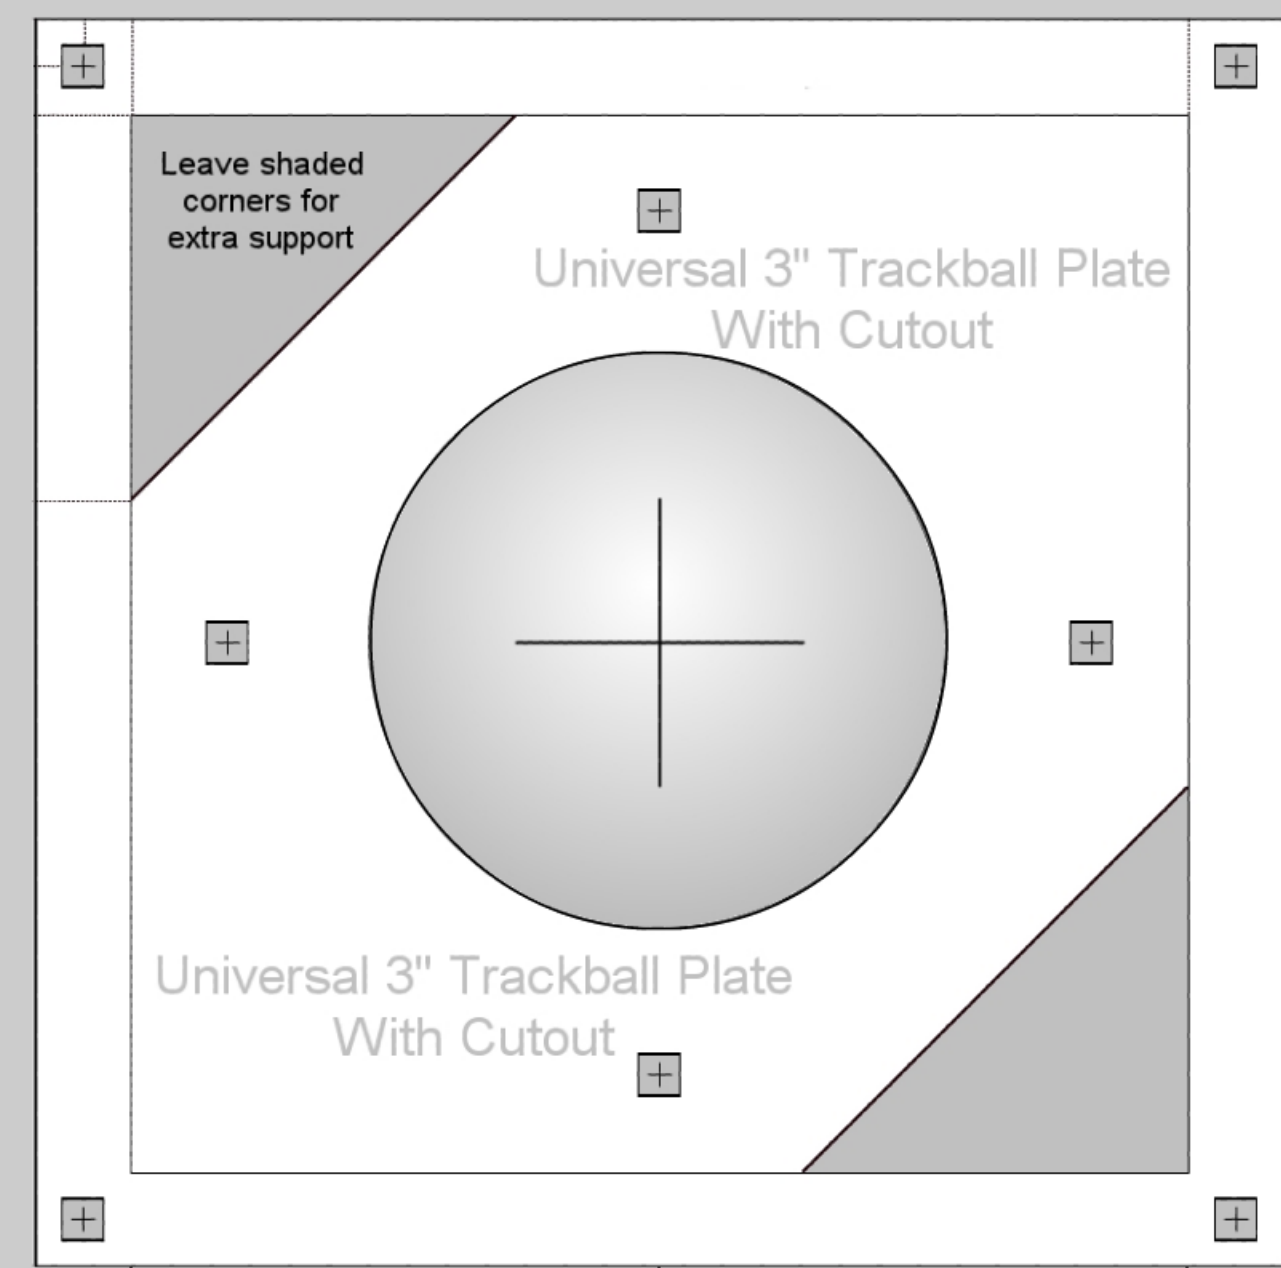 Leave shaded
corners for
extra support
Universal 3" Trackball Plate
With Cutout
Universal 3" Trackball Plate
With Cutout